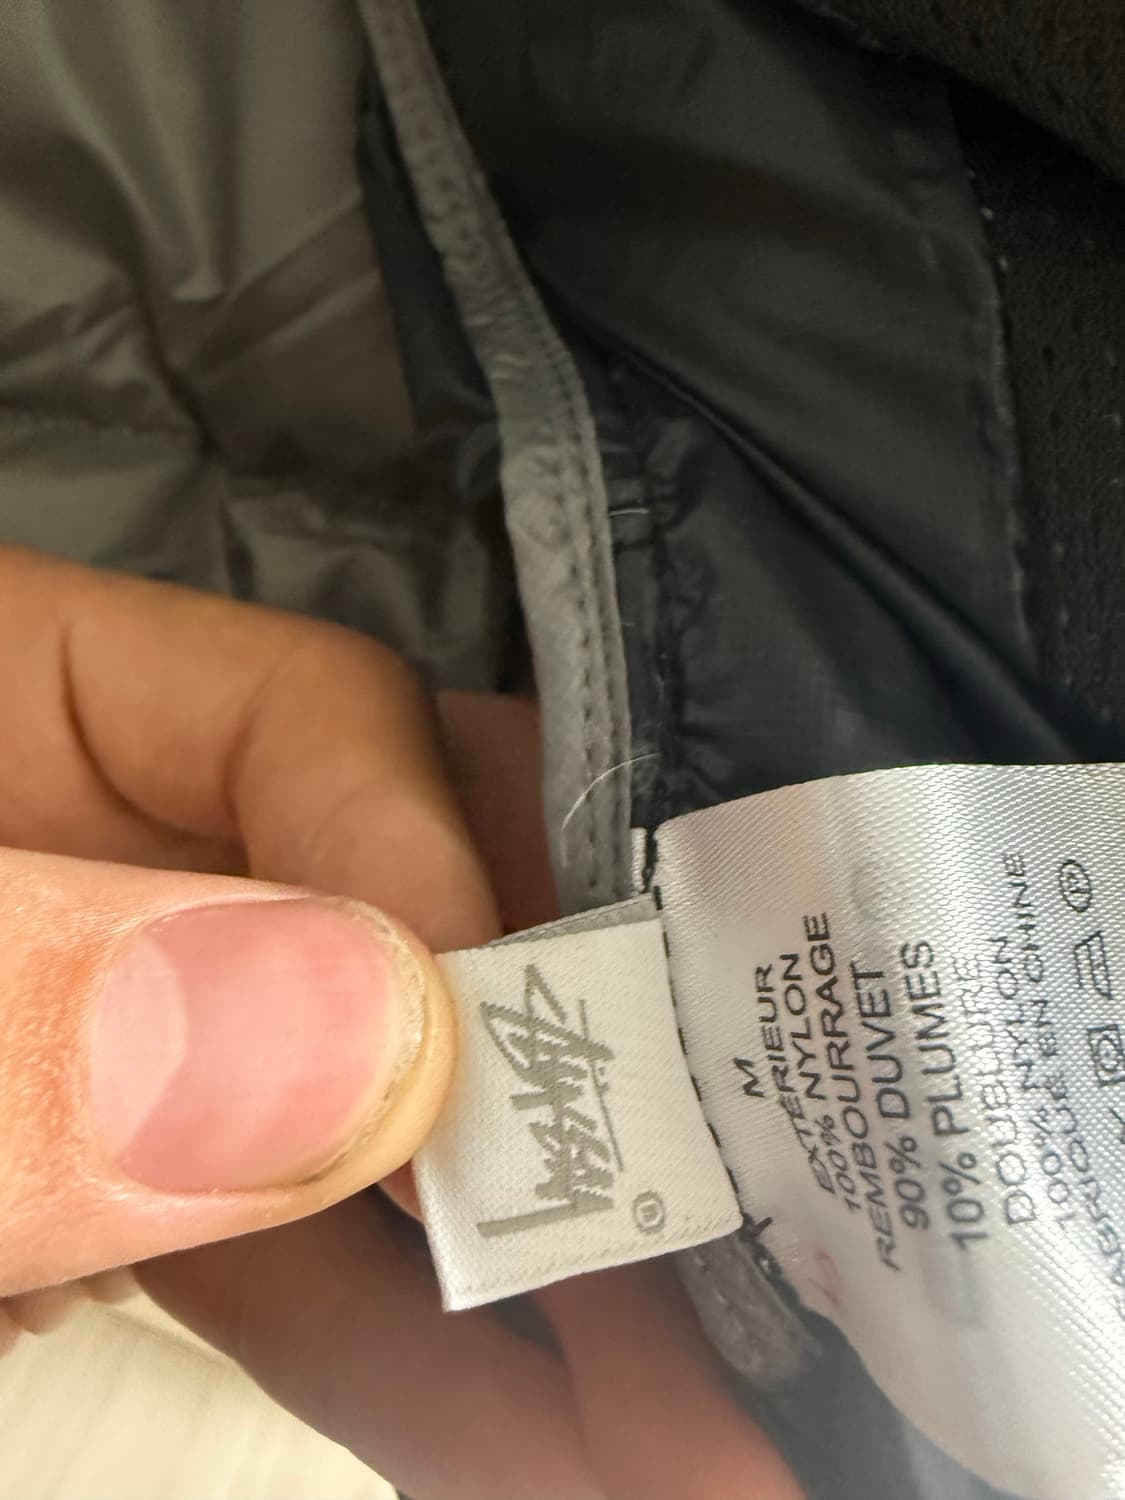 Stüssy
®
M
EXTÉRIEUR
100% NYLON
REMBOURRAGE
90% DUVET
10% PLUMES
DOUBLURE
100% NYLON
FABRIQUÉ EN CHINE